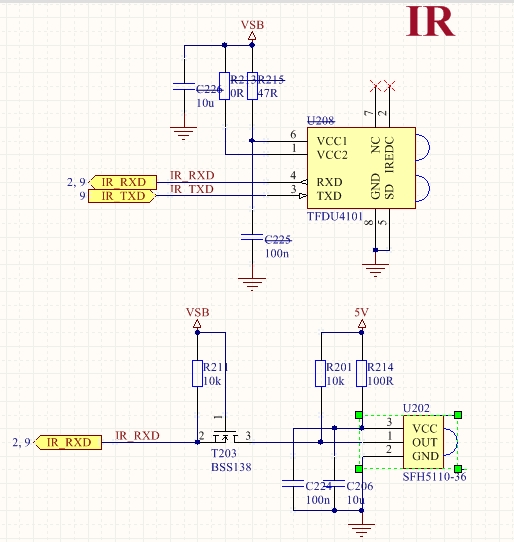 IR
VSB
C226
10u
R213
0R
R215
47R
U208
7
2
NC
IREDC
6
VCC1
1
VCC2
2, 9
IR_RXD
IR_RXD
4
RXD
9
IR_TXD
IR_TXD
3
TXD
GND
SD
TFDU4101
8
5
C225
100n
VSB
5V
R211
10k
R201
10k
R214
100R
U202
1
3
VCC
2, 9
IR_RXD
IR_RXD
2
3
1
OUT
2
GND
T203
BSS138
SFH5110-36
C224
100n
C206
10u